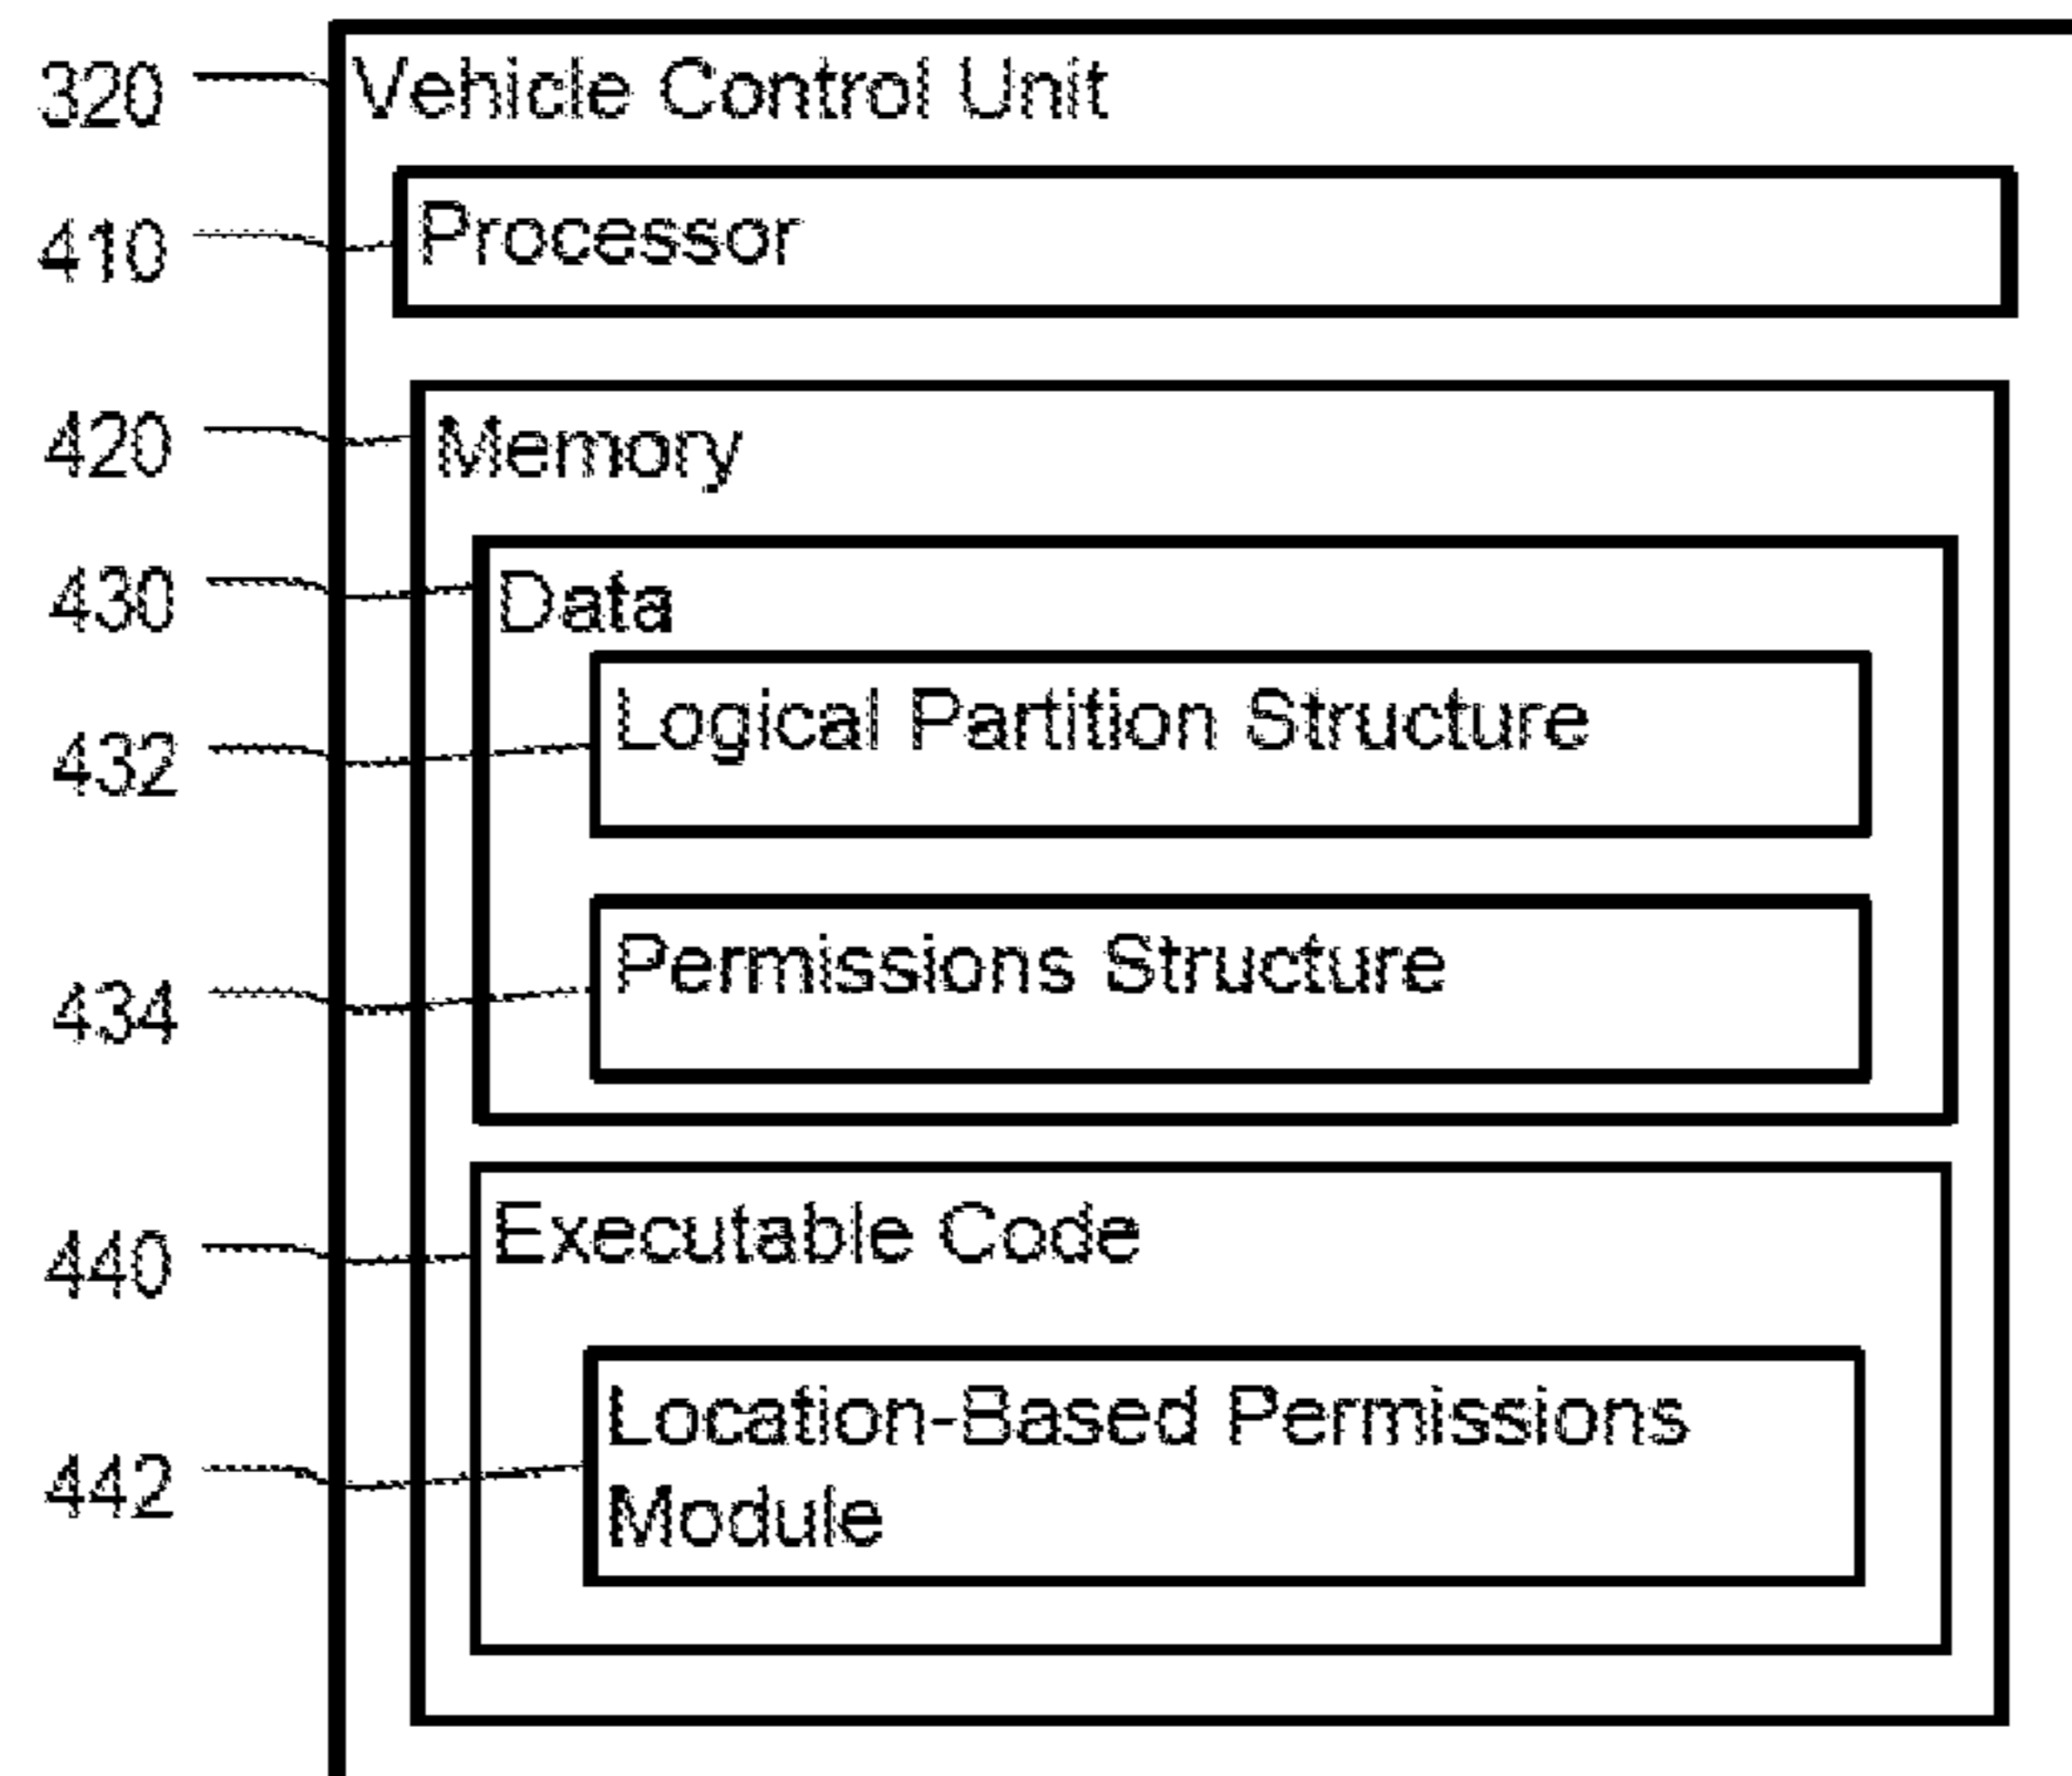 320 Vehicle Control Unit
410 Processor
420 Memory
430 Data
432 Logical Partition Structure
434 Permissions Structure
440 Executable Code
442 Location-Based Permissions
Module